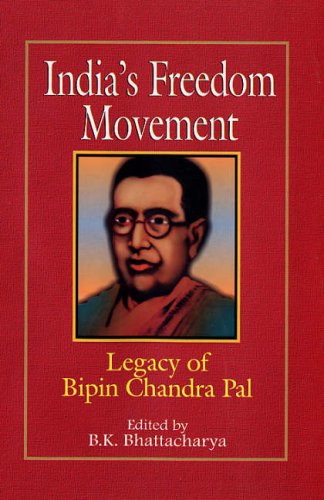 India's Freedom
Movement
Legacy of
Bipin Chandra Pal
Edited by
B.K. Bhattacharya